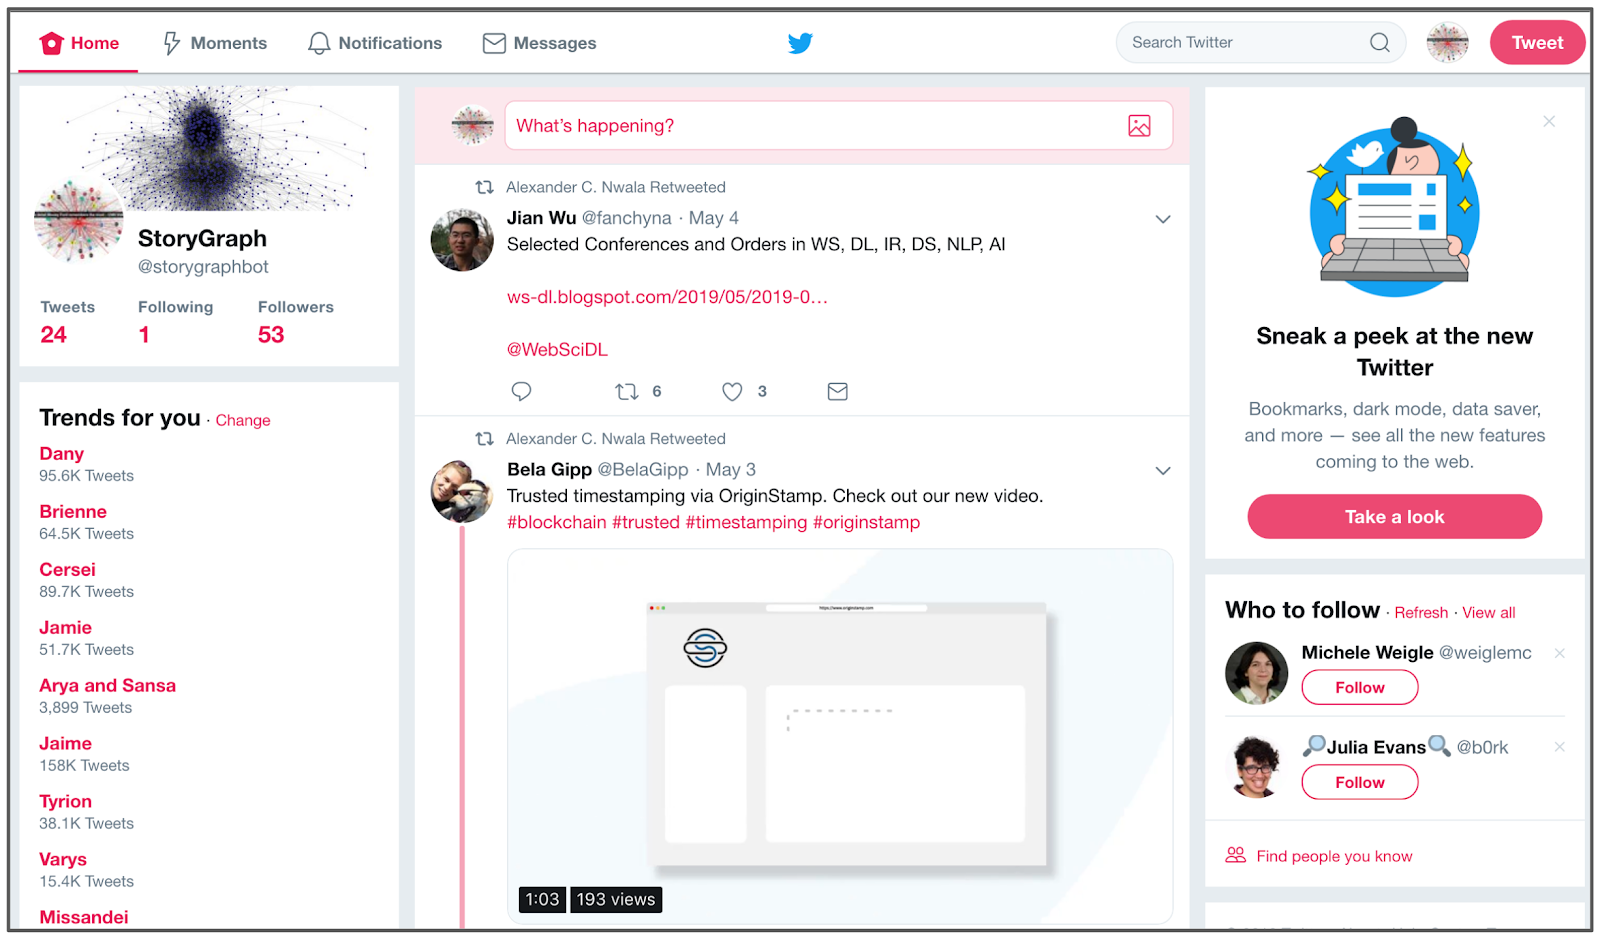 Home
Moments
Notifications
Messages
Search Twitter
Tweet
StoryGraph
@storygraphbot
Tweets Following Followers
24 1 53
Trends for you · Change
Dany
95.6K Tweets
Brienne
64.5K Tweets
Cersei
89.7K Tweets
Jamie
51.7K Tweets
Arya and Sansa
3,899 Tweets
Jaime
158K Tweets
Tyrion
38.1K Tweets
Varys
15.4K Tweets
Missandei
What's happening?
Alexander C. Nwala Retweeted
Jian Wu @fanchyna · May 4
Selected Conferences and Orders in WS, DL, IR, DS, NLP, AI
ws-dl.blogspot.com/2019/05/2019-0…
@WebSciDL
6 3
Alexander C. Nwala Retweeted
Bela Gipp @BelaGipp · May 3
Trusted timestamping via OriginStamp. Check out our new video.
#blockchain #trusted #timestamping #originstamp
https://www.originstamp.com
1:03 193 views
Sneak a peek at the new
Twitter
Bookmarks, dark mode, data saver,
and more — see all the new features
coming to the web.
Take a look
Who to follow · Refresh · View all
Michele Weigle @weiglemc
Follow
🔎Julia Evans🔍 @b0rk
Follow
Find people you know